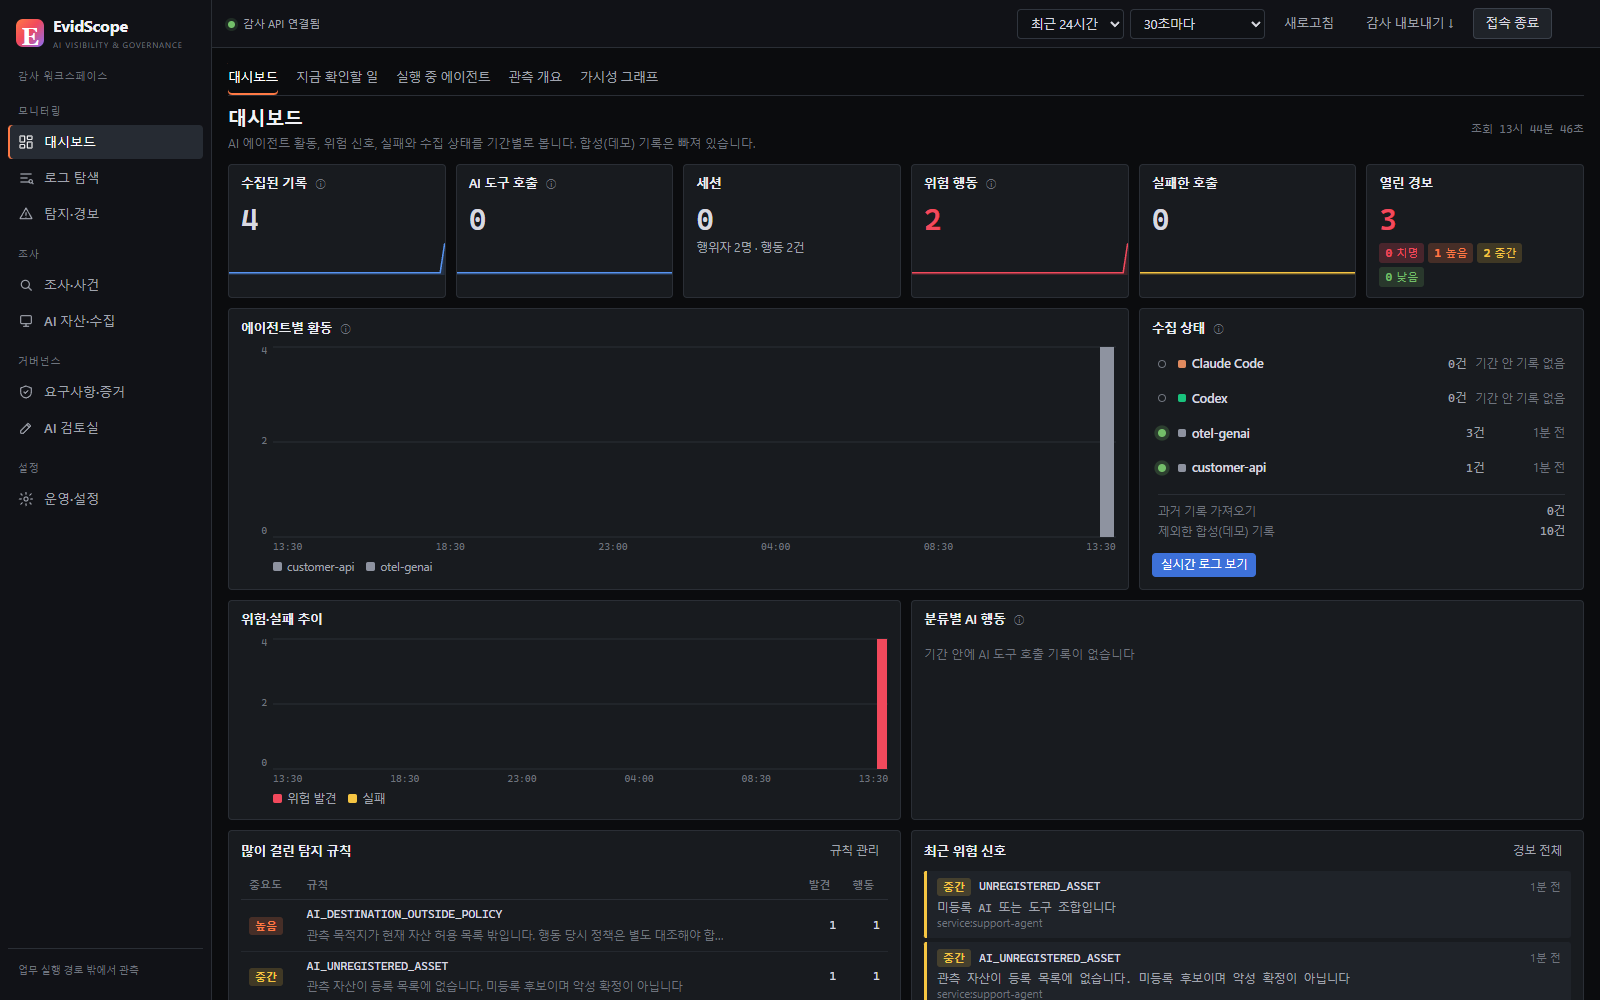 EvidScope
AI VISIBILITY & GOVERNANCE
감사 워크스페이스
모니터링
대시보드
로그 탐색
탐지·경보
조사
조사·사건
AI 자산·수집
거버넌스
요구사항·증거
AI 검토실
설정
운영·설정
업무 실행 경로 밖에서 관측
감사 API 연결됨
최근 24시간
30초마다
새로고침
감사 내보내기 ↓
접속 종료
대시보드 지금 확인할 일 실행 중 에이전트 관측 개요 가시성 그래프
대시보드
AI 에이전트 활동, 위험 신호, 실패와 수집 상태를 기간별로 봅니다. 합성(데모) 기록은 빠져 있습니다.
조회 13시 44분 46초
수집된 기록 ⓘ
4
AI 도구 호출 ⓘ
0
세션
0
행위자 2명 · 행동 2건
위험 행동 ⓘ
2
실패한 호출
0
열린 경보
3
0 치명 1 높음 2 중간
0 낮음
에이전트별 활동 ⓘ
4
2
0
13:30 18:30 23:00 04:00 08:30 13:30
customer-api otel-genai
수집 상태 ⓘ
Claude Code 0건 기간 안 기록 없음
Codex 0건 기간 안 기록 없음
otel-genai 3건 1분 전
customer-api 1건 1분 전
과거 기록 가져오기 0건
제외한 합성(데모) 기록 10건
실시간 로그 보기
위험·실패 추이
4
2
0
13:30 18:30 23:00 04:00 08:30 13:30
위험 발견 실패
분류별 AI 행동 ⓘ
기간 안에 AI 도구 호출 기록이 없습니다
많이 걸린 탐지 규칙 규칙 관리
중요도 규칙 발견 행동
높음 AI_DESTINATION_OUTSIDE_POLICY 1 1
관측 목적지가 현재 자산 허용 목록 밖입니다. 행동 당시 정책은 별도 대조해야 합...
중간 AI_UNREGISTERED_ASSET 1 1
관측 자산이 등록 목록에 없습니다. 미등록 후보이며 악성 확정이 아닙니다
최근 위험 신호 경보 전체
중간 UNREGISTERED_ASSET 1분 전
미등록 AI 또는 도구 조합입니다
service:support-agent
중간 AI_UNREGISTERED_ASSET 1분 전
관측 자산이 등록 목록에 없습니다. 미등록 후보이며 악성 확정이 아닙니다
service:support-agent